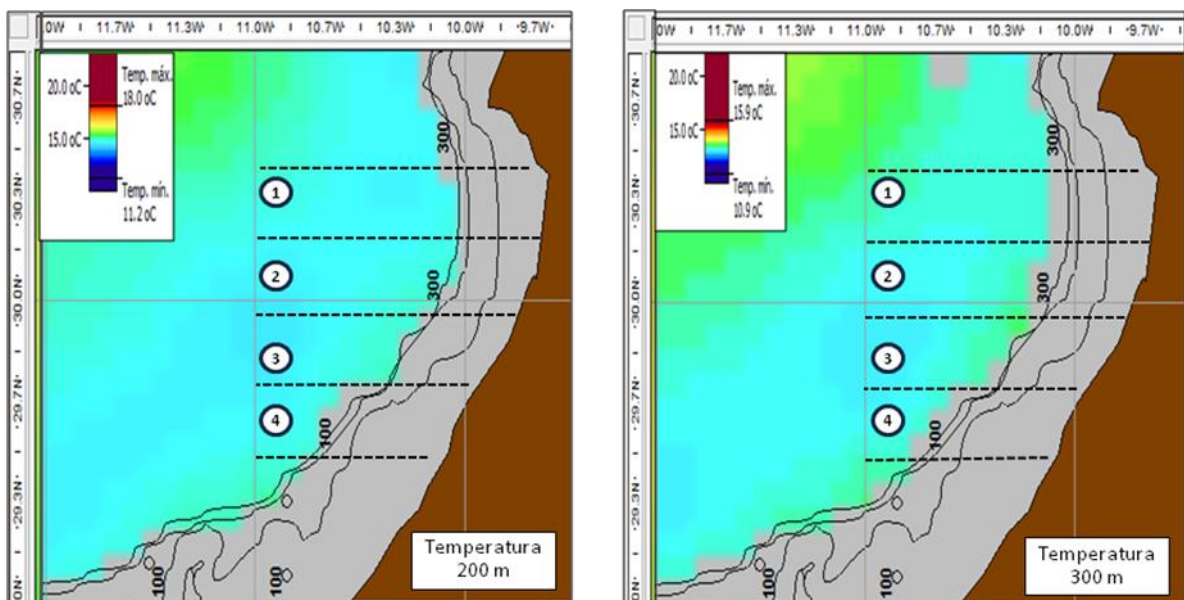 0W 11.7W 11.3W 11.0W 10.7W 10.3W 10.0W 9.7W
20.0 oC
15.0 oC
Temp. máx.
18.0 oC
Temp. mín.
11.2 oC
30.7N
30.3N
30.0N
29.7N
29.3N
0N
300
300
100
100
100
1
2
3
4
Temperatura
200 m
0W 11.7W 11.3W 11.0W 10.7W 10.3W 10.0W 9.7W
20.0 oC
15.0 oC
Temp. máx.
15.9 oC
Temp. mín.
10.9 oC
30.7N
30.3N
30.0N
29.7N
29.3N
0N
300
300
100
100
100
1
2
3
4
Temperatura
300 m